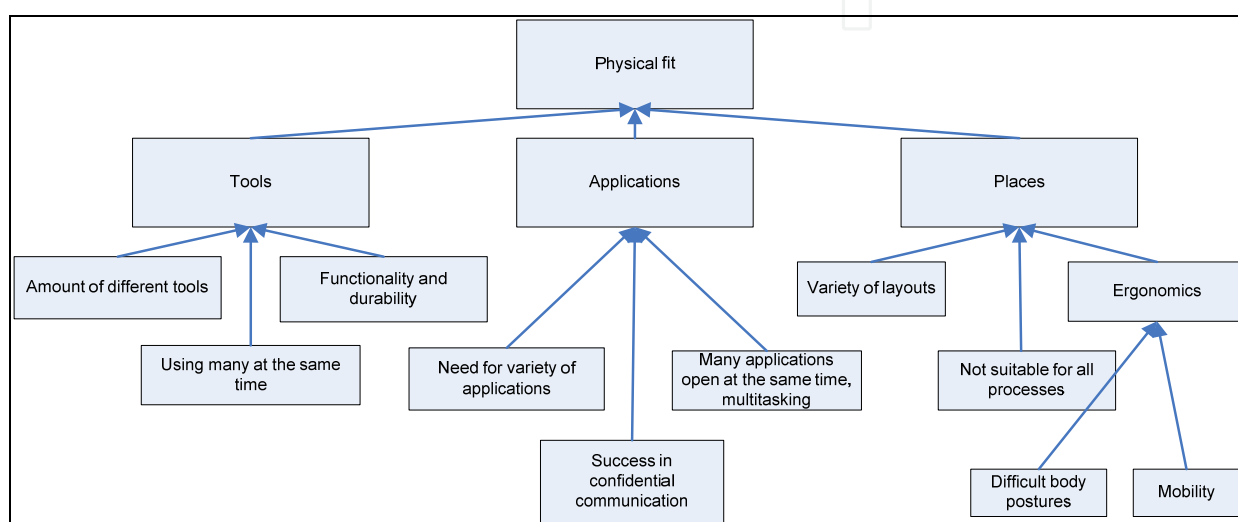 Physical fit
Tools
Applications
Places
Amount of different tools
Functionality and
durability
Using many at the same
time
Need for variety of
applications
Many applications
open at the same time,
multitasking
Success in
confidential
communication
Variety of layouts
Ergonomics
Not suitable for all
processes
Difficult body
postures
Mobility